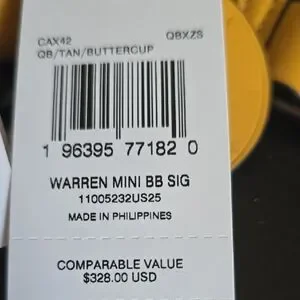 CAX42 QBXZS
QB/TAN/BUTTERCUP
1 96395 77182 0
WARREN MINI BB SIG
11005232US25
MADE IN PHILIPPINES
COMPARABLE VALUE
$328.00 USD